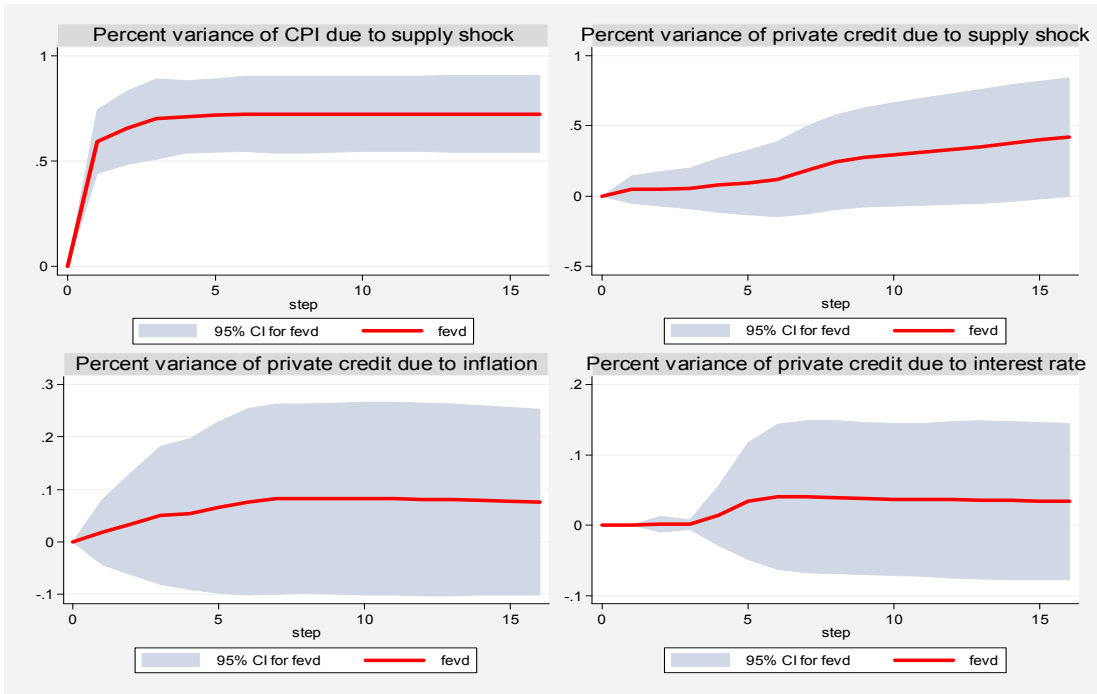 Percent variance of CPI due to supply shock
1
.5
0
0 5 10 15
step
95% CI for fevd fevd
Percent variance of private credit due to supply shock
1
.5
0
-.5
0 5 10 15
step
95% CI for fevd fevd
Percent variance of private credit due to inflation
.3
.2
.1
0
-.1
0 5 10 15
step
95% CI for fevd fevd
Percent variance of private credit due to interest rate
.2
.1
0
-.1
0 5 10 15
step
95% CI for fevd fevd